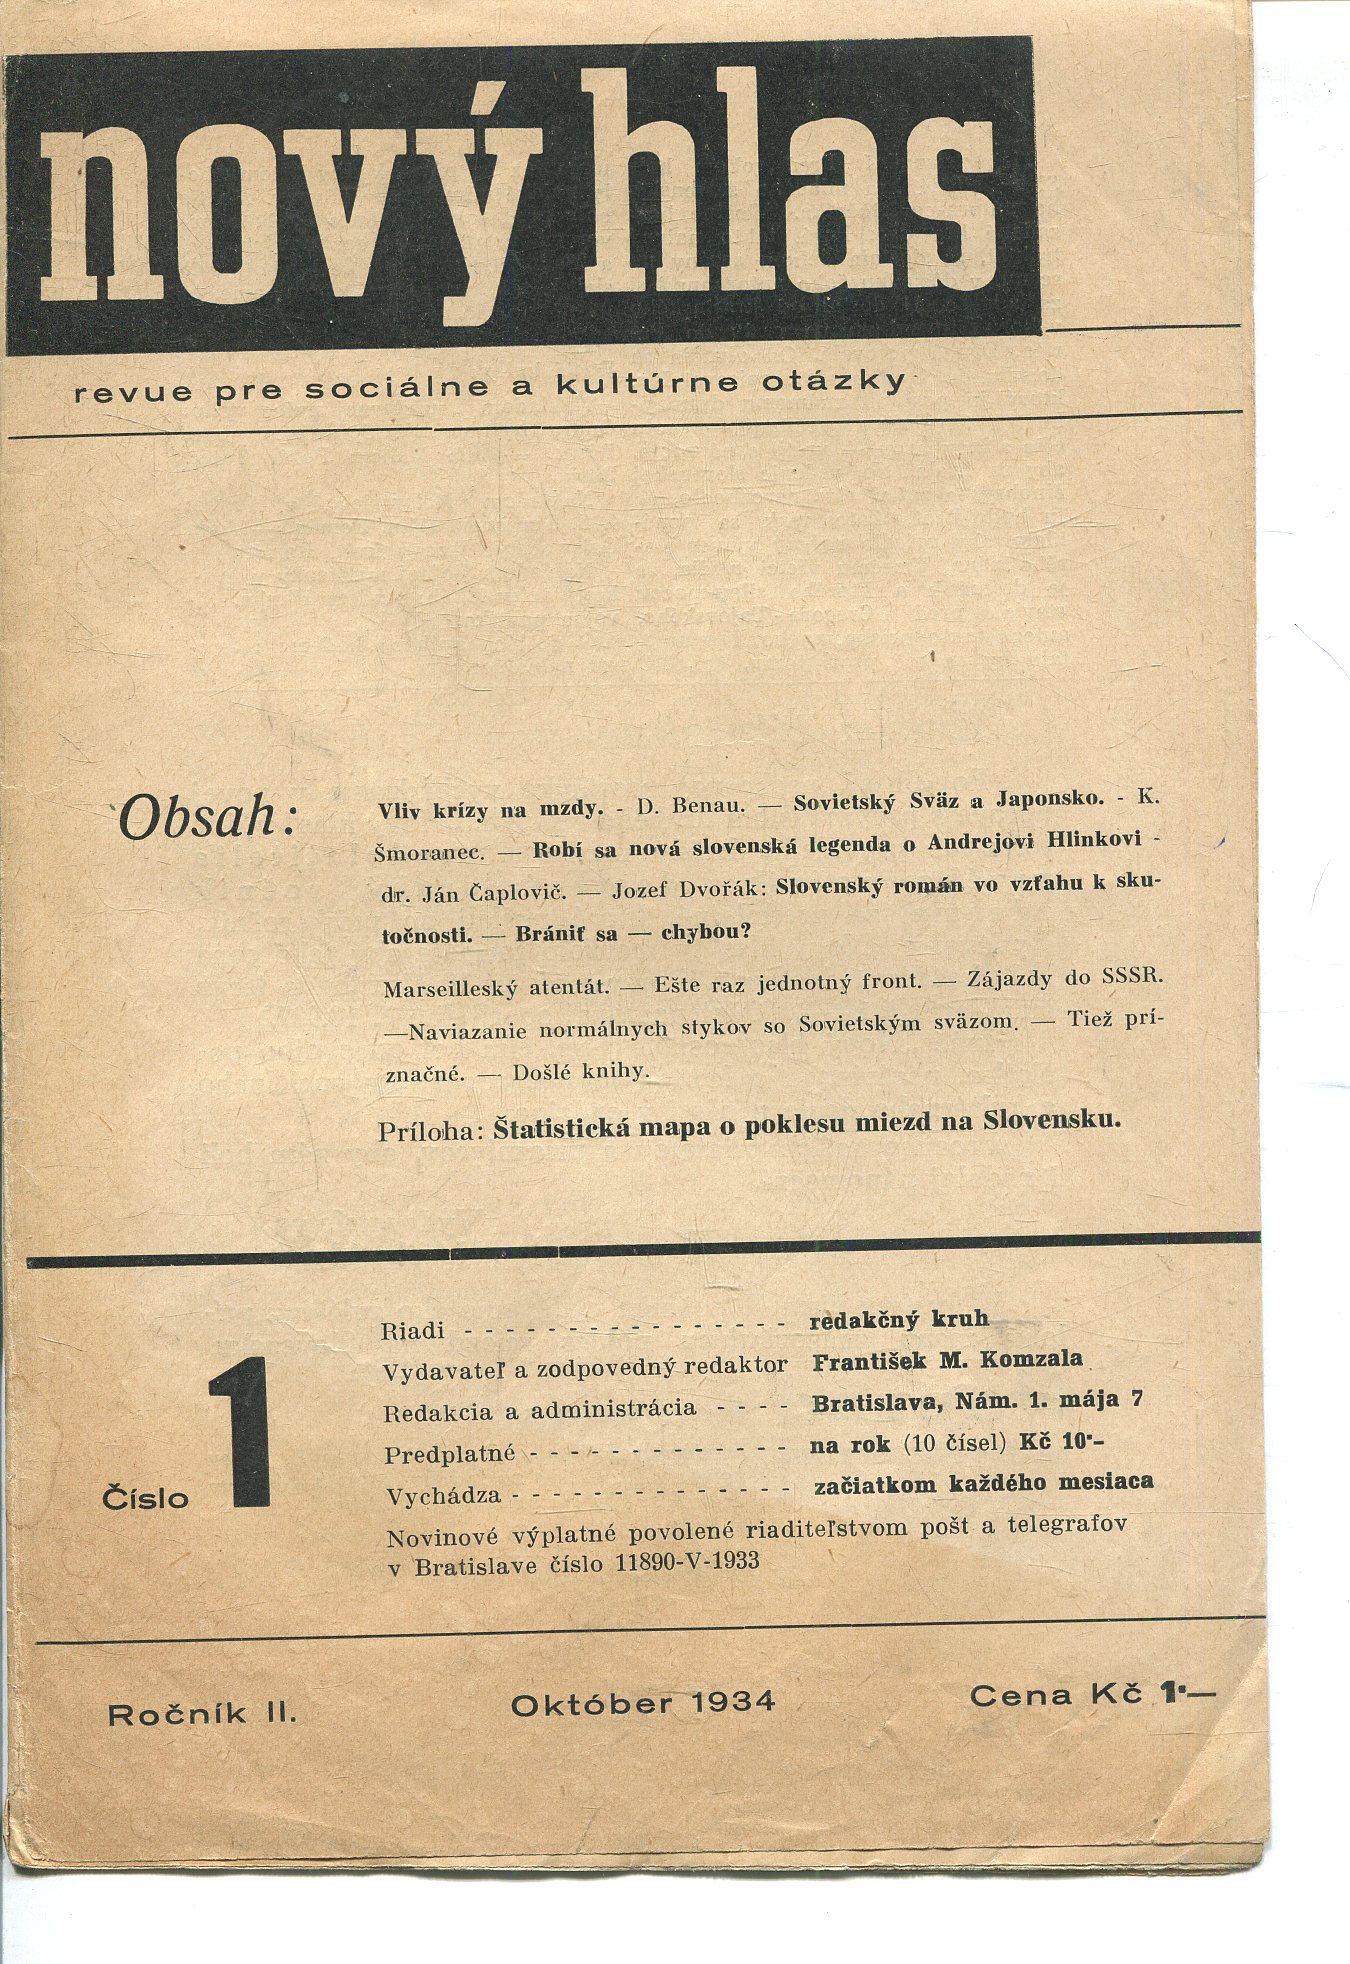 nový hlas
revue pre sociálne a kultúrne otázky
Obsah:
Vliv krízy na mzdy. - D. Benau. — Sovietský Sväz a Japonsko. - K.
Šmoranec. — Robí sa nová slovenská legenda o Andrejovi Hlinkovi -
dr. Ján Čaplovič. — Jozef Dvořák: Slovenský román vo vzťahu k sku-
točnosti. — Brániť sa — chybou?
Marseilleský atentát. — Ešte raz jednotný front. — Zájazdy do SSSR.
—Naviazanie normálnych stykov so Sovietským sväzom. — Tiež prí-
značné. — Došlé knihy.
Príloha: Štatistická mapa o poklesu miezd na Slovensku.
Číslo 1
Riadi - - - - - - - - - - - - - - - - redakčný kruh
Vydavateľ a zodpovedný redaktor František M. Komzala
Redakcia a administrácia - - - - Bratislava, Nám. 1. mája 7
Predplatné - - - - - - - - - - - - - na rok (10 čísel) Kč 10·–
Vychádza - - - - - - - - - - - - - - začiatkom každého mesiaca
Novinové výplatné povolené riaditeľstvom pošt a telegrafov
v Bratislave číslo 11890-V-1933
Ročník II. Október 1934 Cena Kč 1·—